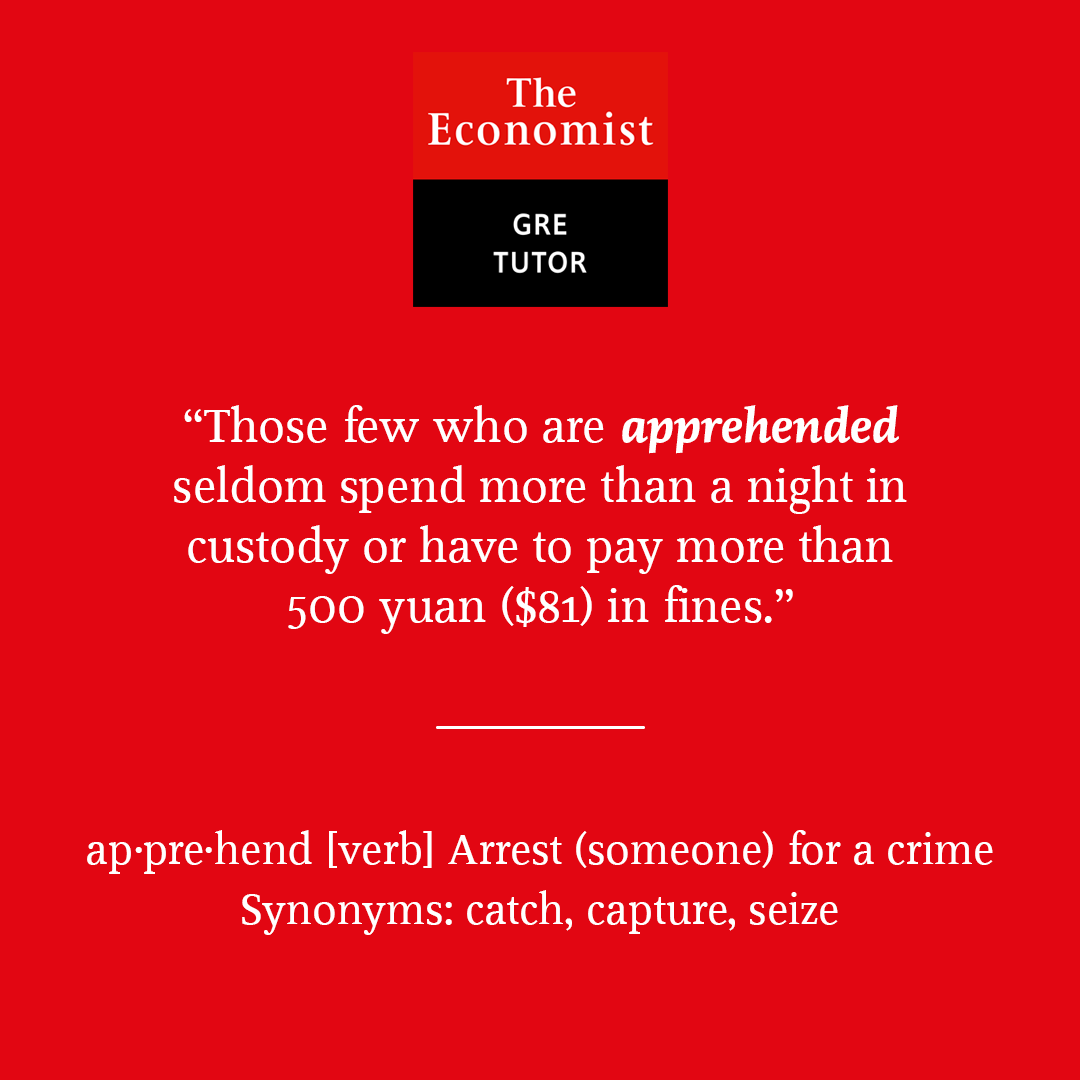 The
Economist
GRE
TUTOR
“Those few who are apprehended
seldom spend more than a night in
custody or have to pay more than
500 yuan ($81) in fines.”
ap·pre·hend [verb] Arrest (someone) for a crime
Synonyms: catch, capture, seize